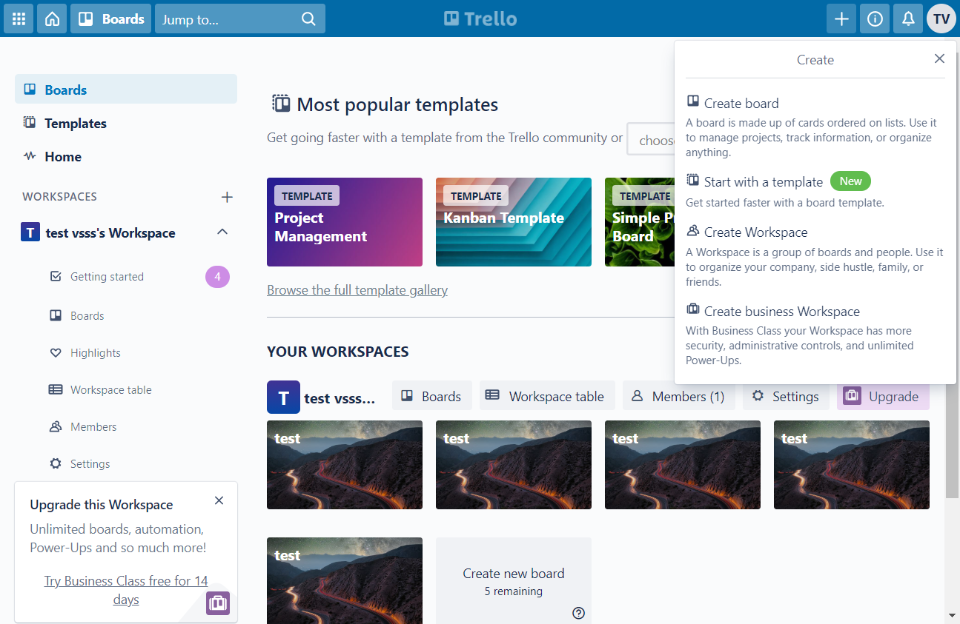 Boards
Jump to...
Trello
TV
Boards
Templates
Home
WORKSPACES
T
test vsss's Workspace
Getting started
4
Boards
Highlights
Workspace table
Members
Settings
Upgrade this Workspace
Unlimited boards, automation,
Power-Ups and so much more!
Try Business Class free for 14
days
Most popular templates
Get going faster with a template from the Trello community or
TEMPLATE
Project
Management
TEMPLATE
Kanban Template
TEMPLATE
Simple
Board
Browse the full template gallery
YOUR WORKSPACES
T
test vsss...
Boards
Workspace table
Members (1)
Settings
Upgrade
test
test
test
test
test
Create new board
5 remaining
Create
Create board
A board is made up of cards ordered on lists. Use it
to manage projects, track information, or organize
anything.
Start with a template
New
Get started faster with a board template.
Create Workspace
A Workspace is a group of boards and people. Use it
to organize your company, side hustle, family, or
friends.
Create business Workspace
With Business Class your Workspace has more
security, administrative controls, and unlimited
Power-Ups.